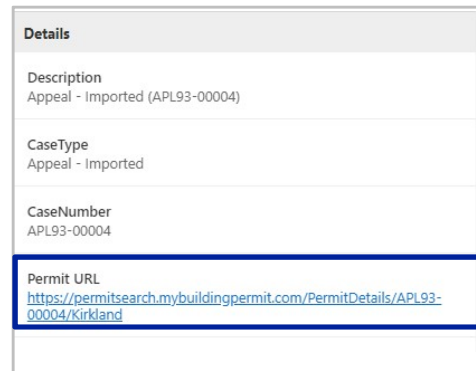 Details
Description
Appeal - Imported (APL93-00004)
CaseType
Appeal - Imported
CaseNumber
APL93-00004
Permit URL
https://permitsearch.mybuildingpermit.com/PermitDetails/APL93-
00004/Kirkland